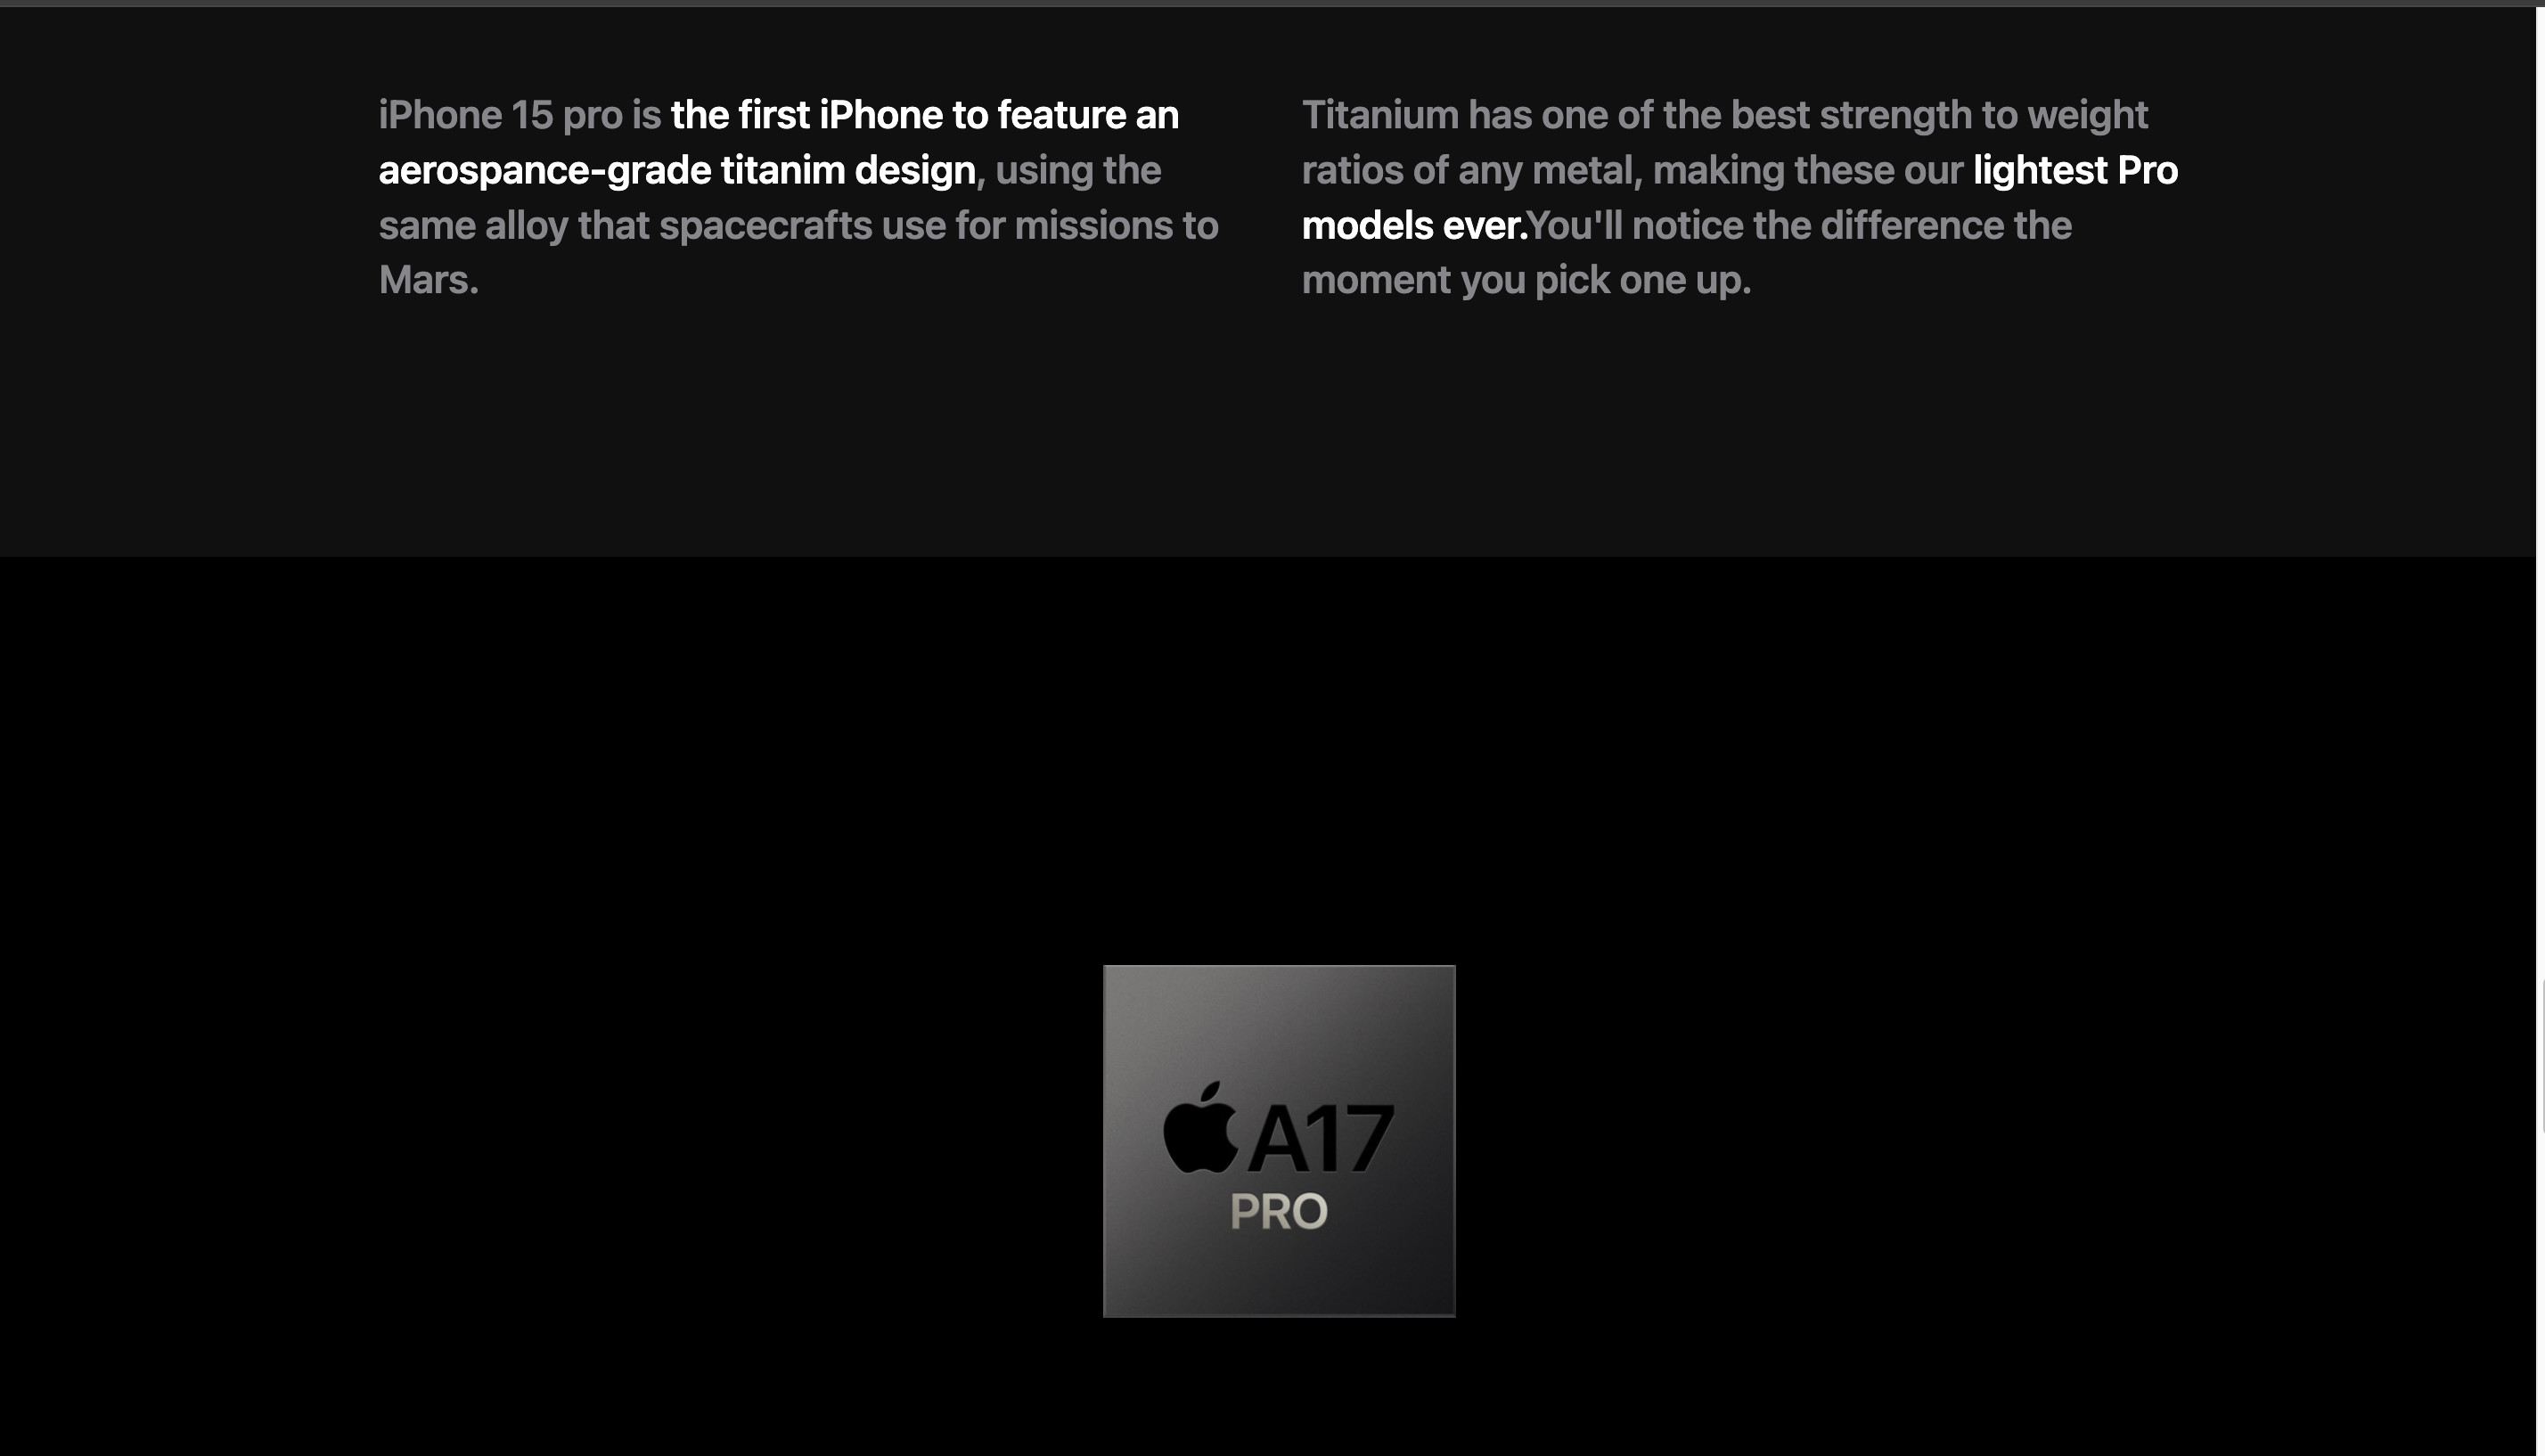 iPhone 15 pro is the first iPhone to feature an
aerospance-grade titanim design, using the
same alloy that spacecrafts use for missions to
Mars.
Titanium has one of the best strength to weight
ratios of any metal, making these our lightest Pro
models ever.You'll notice the difference the
moment you pick one up.
A17
PRO